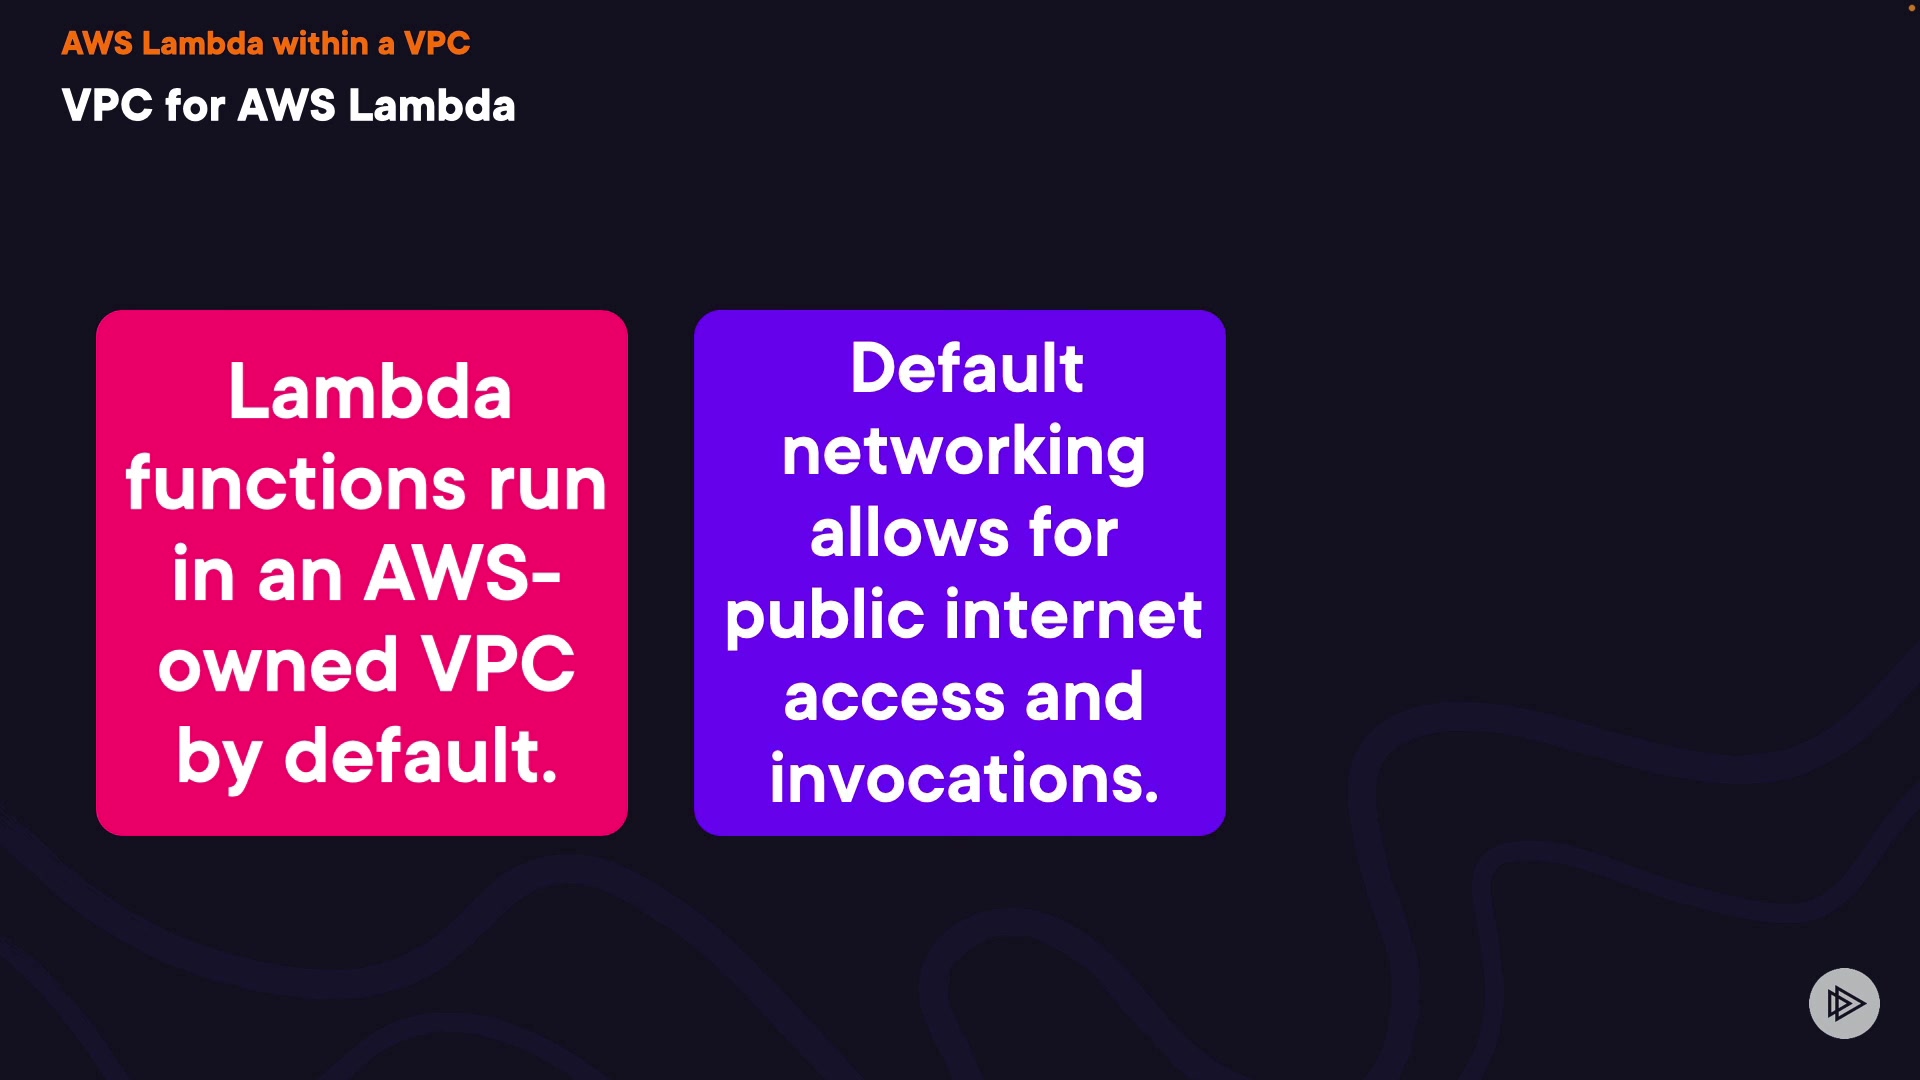 AWS Lambda within a VPC
VPC for AWS Lambda
Lambda
functions run
in an AWS-
owned VPC
by default.
Default
networking
allows for
public internet
access and
invocations.